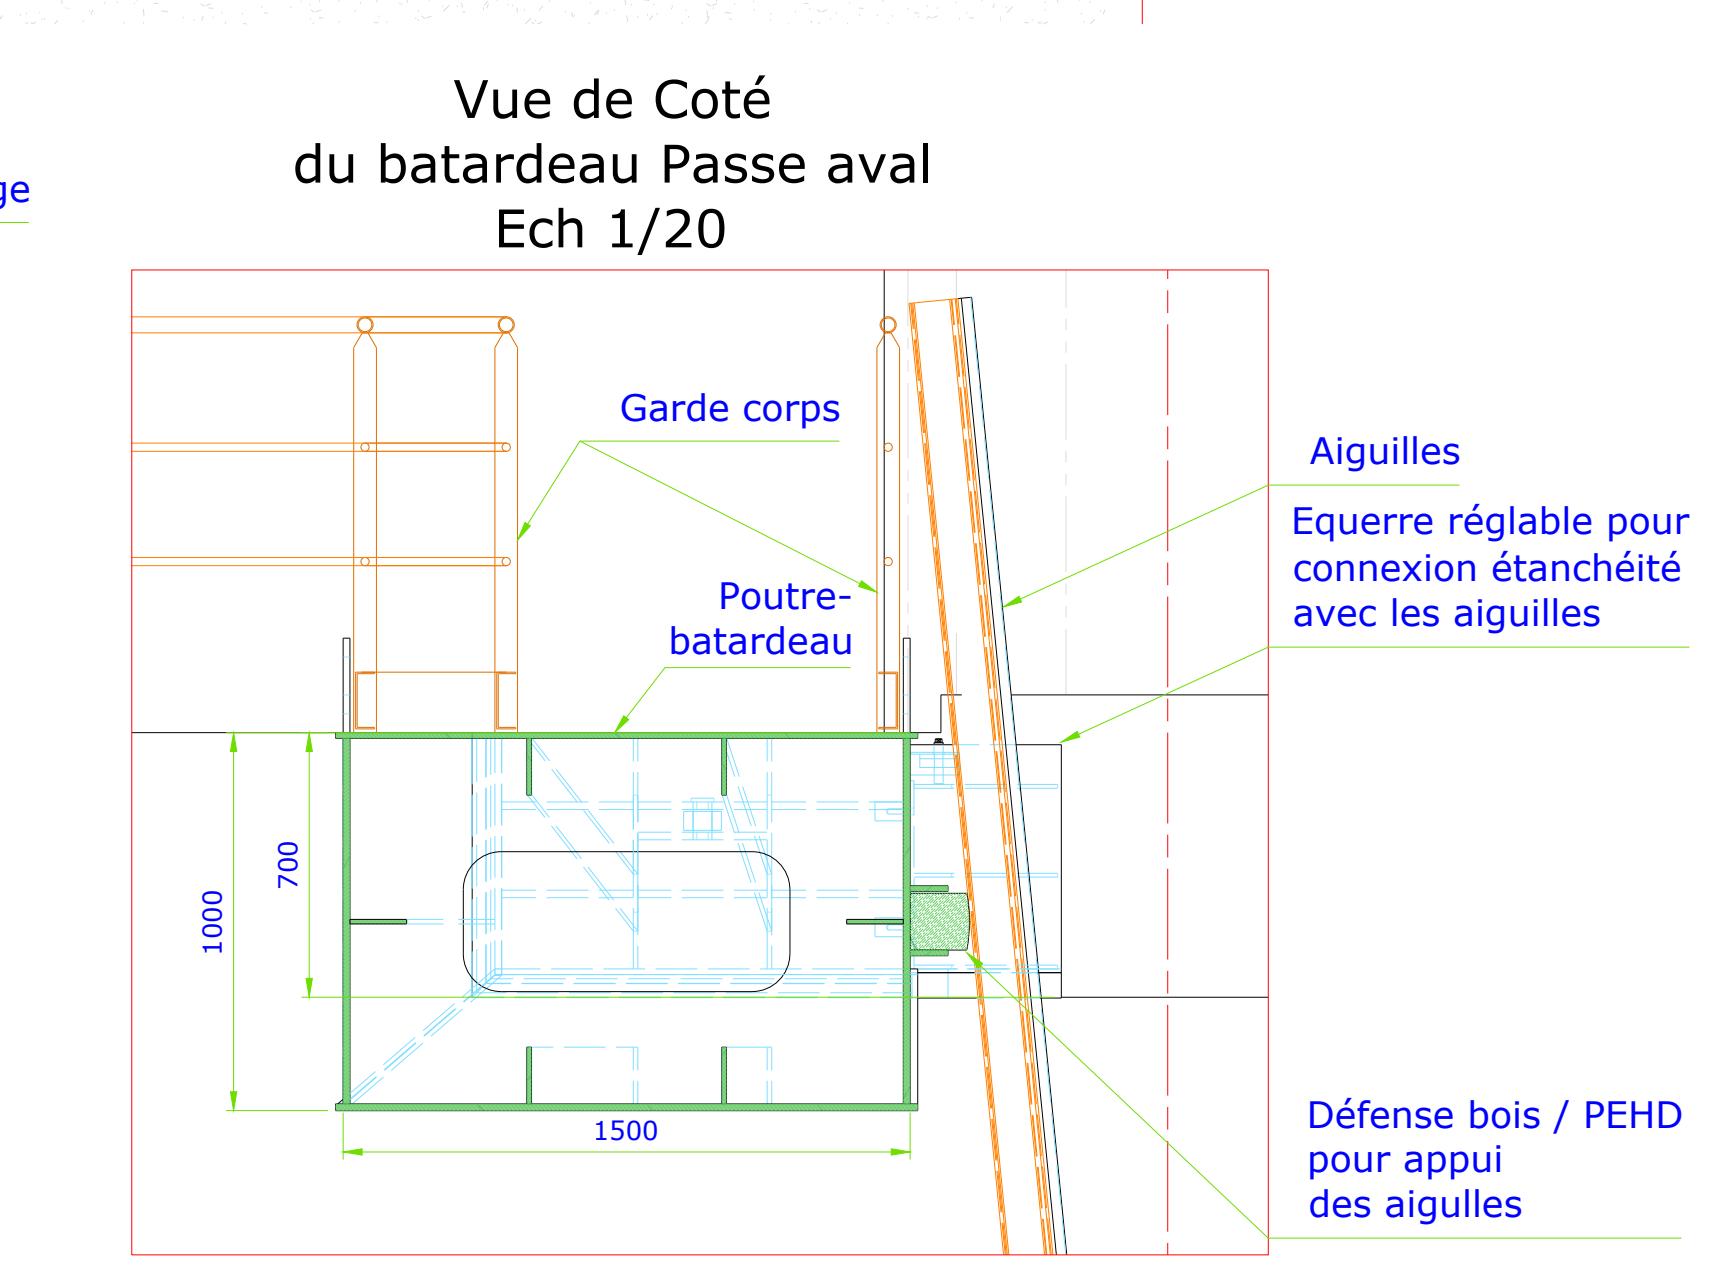 Vue de Coté
du batardeau Passe aval
Ech 1/20
ge
Garde corps
Aiguilles
Equerre réglable pour
connexion étanchéité
avec les aiguilles
Poutre-
batardeau
700
1000
1500
Défense bois / PEHD
pour appui
des aigulles